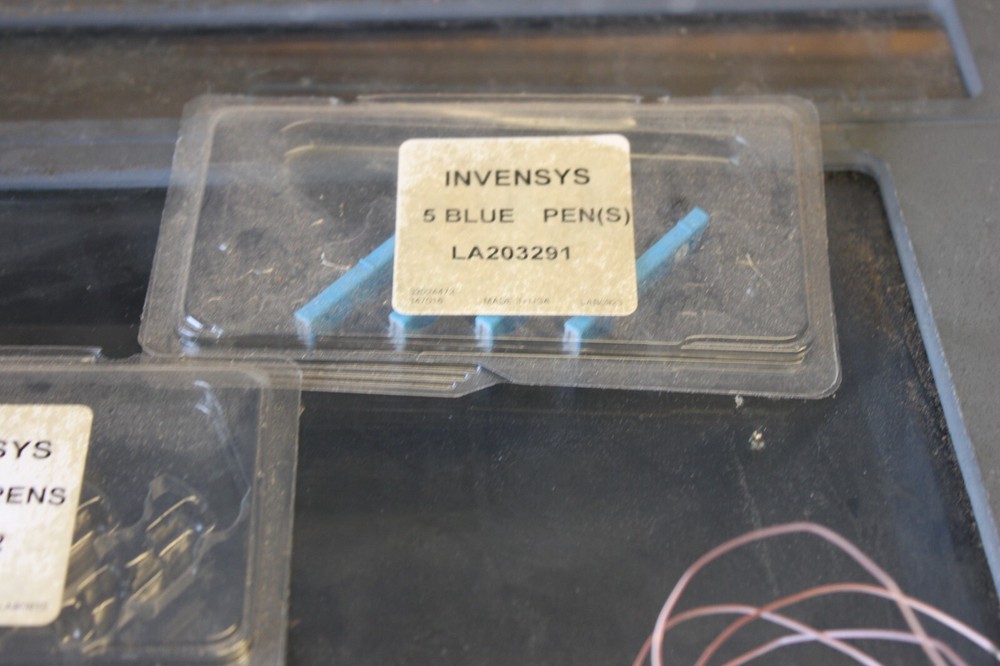 INVENSYS
5 BLUE PEN(S)
LA203291
SYS
PENS